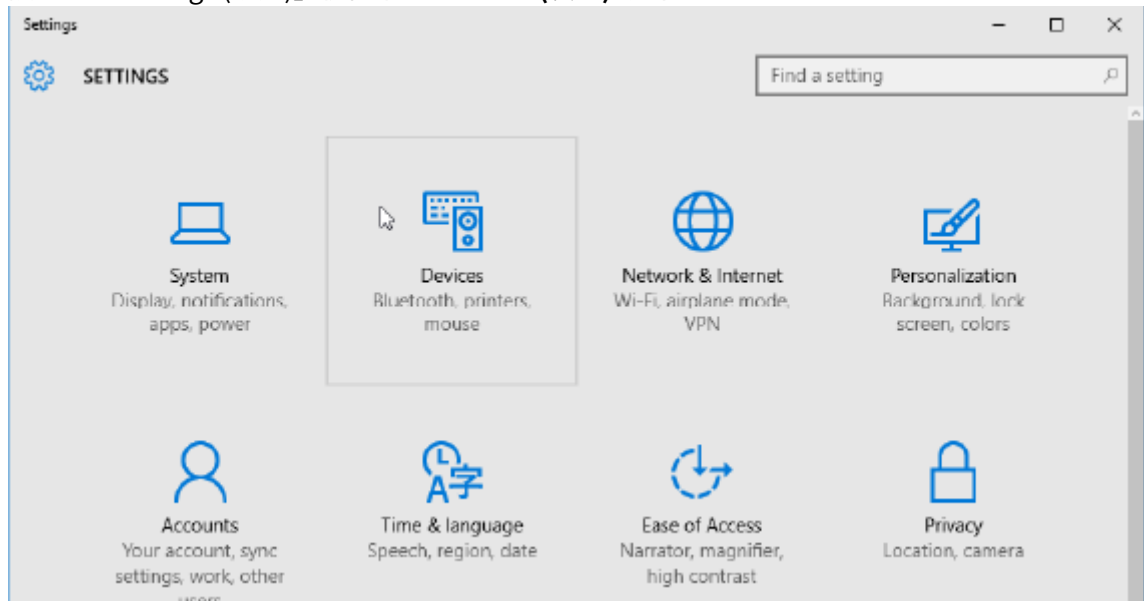 Settings
SETTINGS
Find a setting
System
Display, notifications,
apps, power
Devices
Bluetooth, printers,
mouse
Network & Internet
Wi-Fi, airplane mode,
VPN
Personalization
Background, lock
screen, colors
Accounts
Your account, sync
settings, work, other
users
Time & language
Speech, region, date
Ease of Access
Narrator, magnifier,
high contrast
Privacy
Location, camera